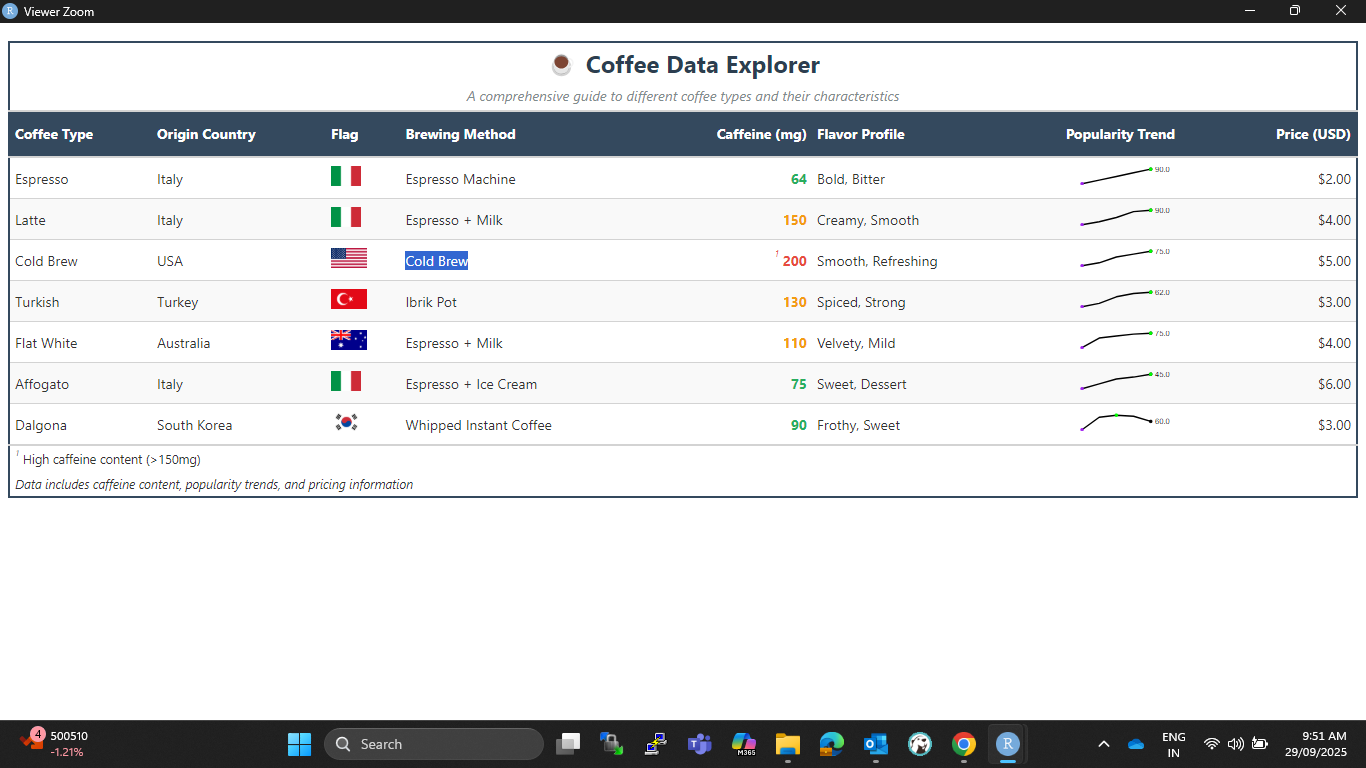 R Viewer Zoom
Coffee Data Explorer
A comprehensive guide to different coffee types and their characteristics
Coffee Type Origin Country Flag Brewing Method Caffeine (mg) Flavor Profile Popularity Trend Price (USD)
Espresso Italy Espresso Machine 64 Bold, Bitter 90.0 $2.00
Latte Italy Espresso + Milk 150 Creamy, Smooth 90.0 $4.00
Cold Brew USA Cold Brew 1 200 Smooth, Refreshing 75.0 $5.00
Turkish Turkey Ibrik Pot 130 Spiced, Strong 62.0 $3.00
Flat White Australia Espresso + Milk 110 Velvety, Mild 75.0 $4.00
Affogato Italy Espresso + Ice Cream 75 Sweet, Dessert 45.0 $6.00
Dalgona South Korea Whipped Instant Coffee 90 Frothy, Sweet 60.0 $3.00
1 High caffeine content (>150mg)
Data includes caffeine content, popularity trends, and pricing information
4 500510
-1.21%
Search
M365
R
ENG
IN
9:51 AM
29/09/2025